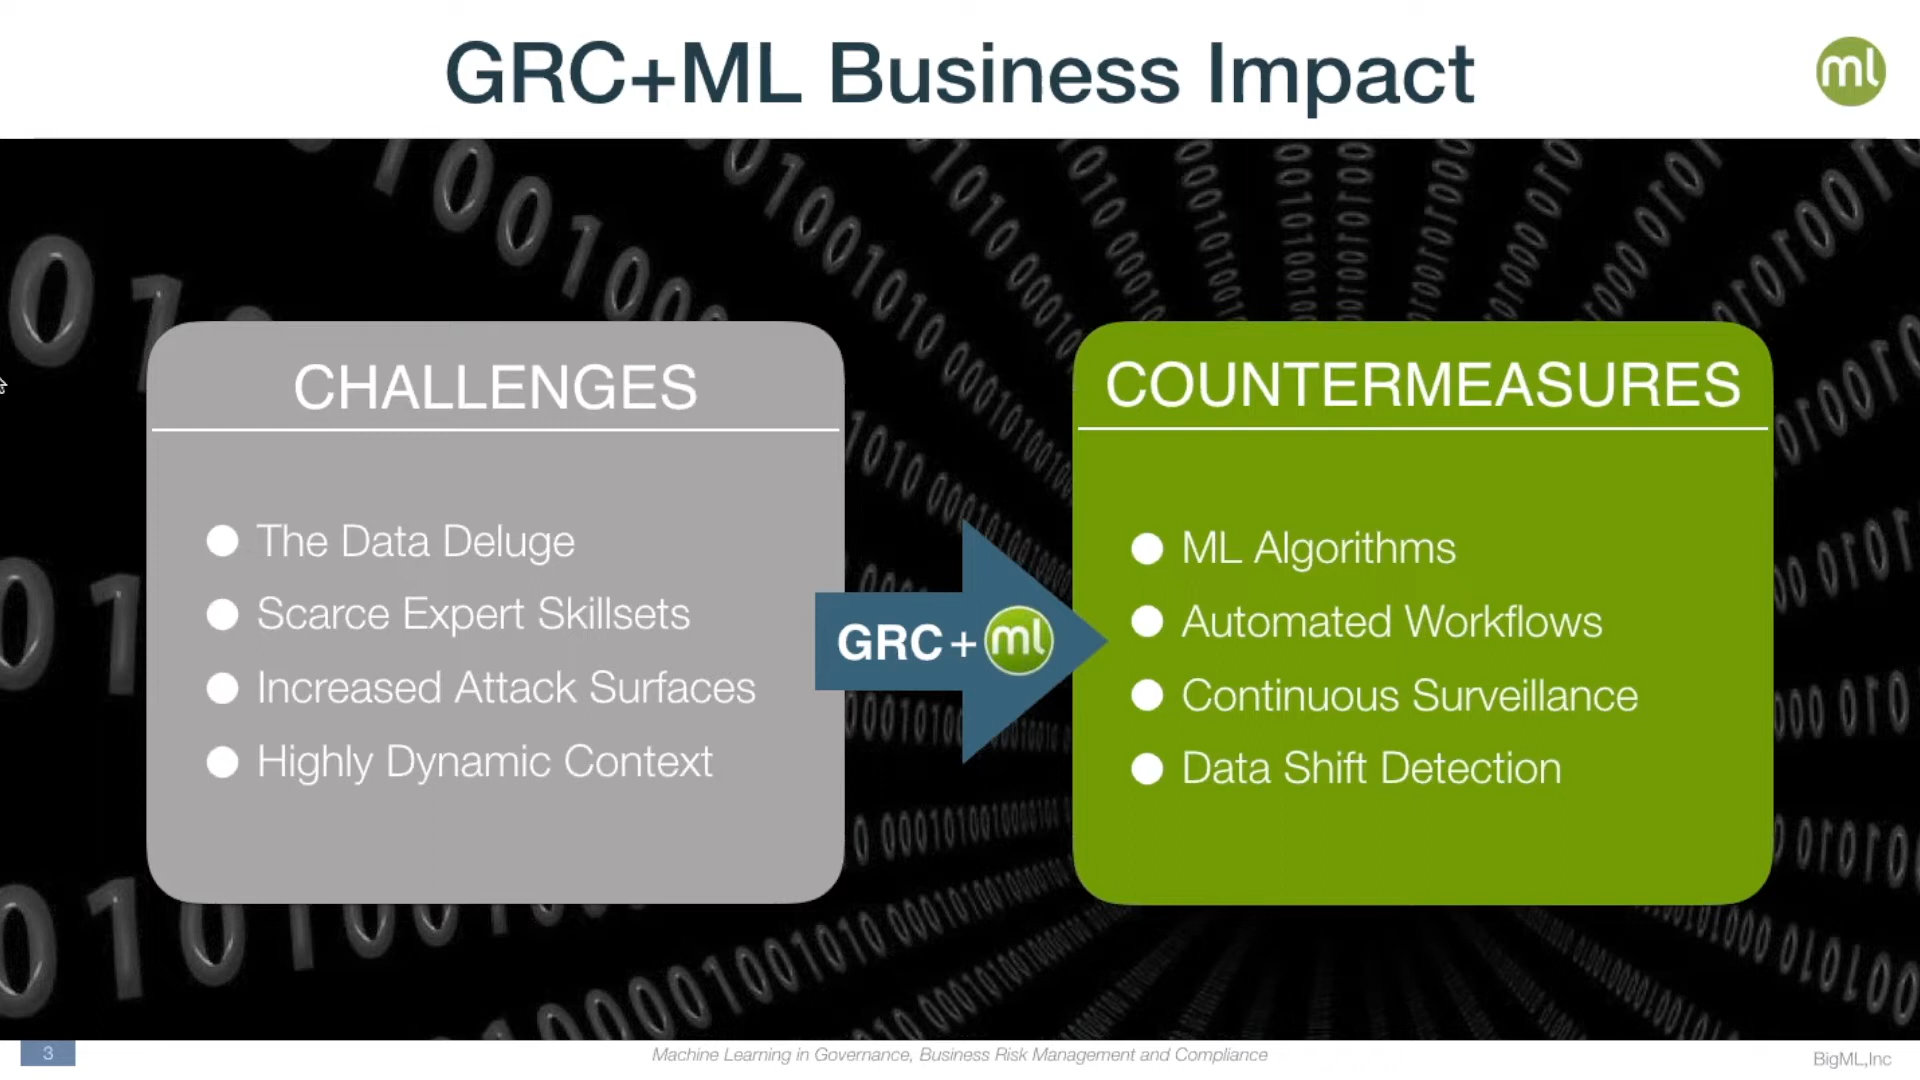 GRC+ML Business Impact
ml
CHALLENGES
The Data Deluge
Scarce Expert Skillsets
Increased Attack Surfaces
Highly Dynamic Context
GRC + ml
COUNTERMEASURES
ML Algorithms
Automated Workflows
Continuous Surveillance
Data Shift Detection
3
Machine Learning in Governance, Business Risk Management and Compliance
BigML,Inc